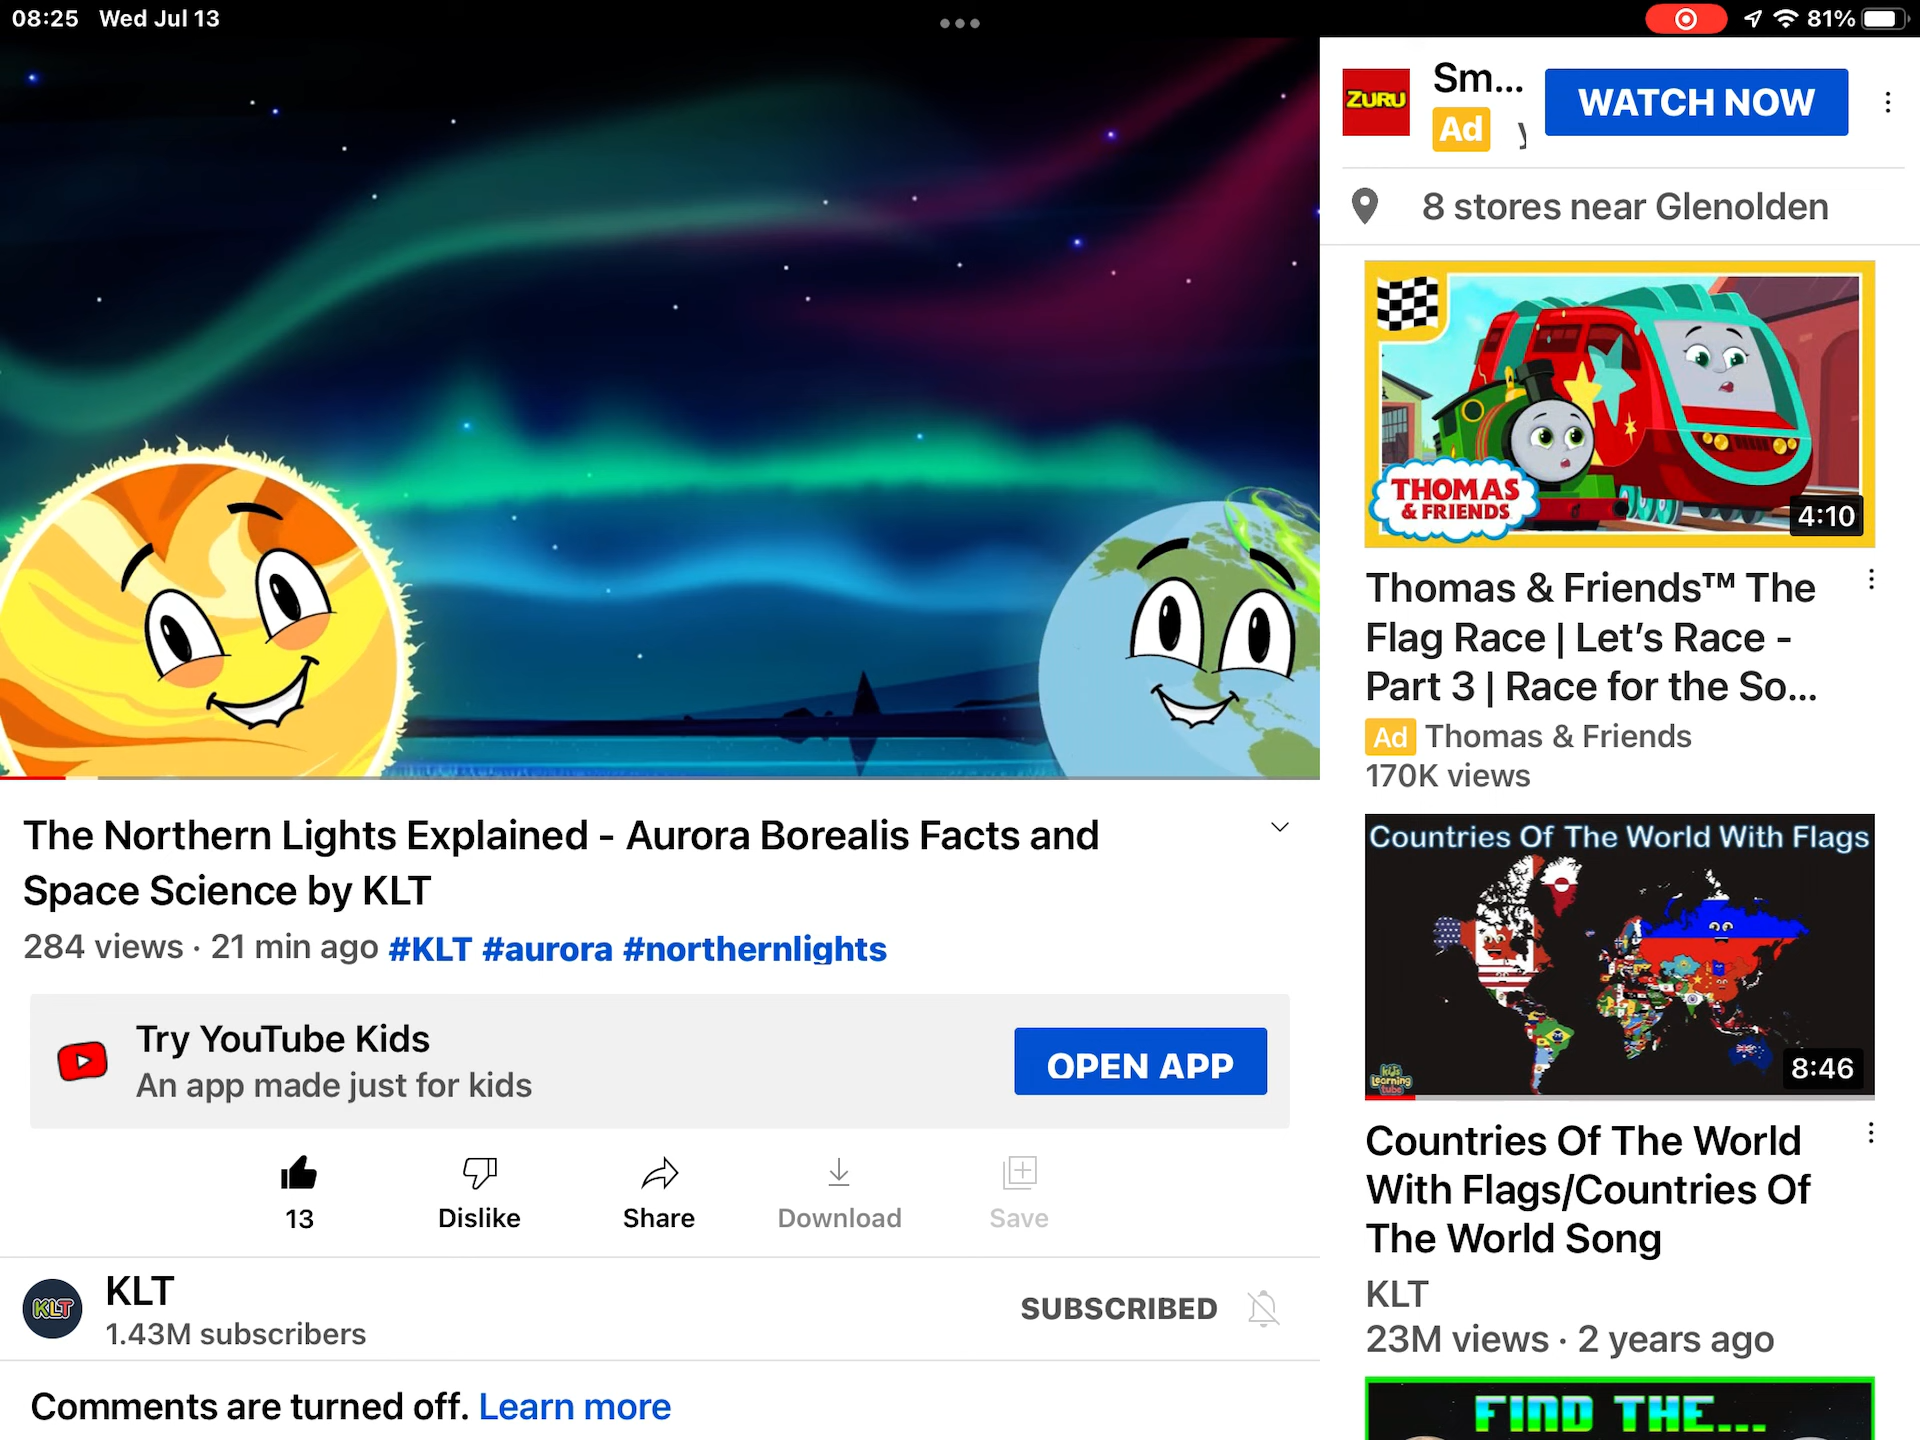 08:25 Wed Jul 13
81%
ZURU
Sm...
Ad
WATCH NOW
8 stores near Glenolden
THOMAS
& FRIENDS
4:10
Thomas & Friends™ The
Flag Race | Let's Race -
Part 3 | Race for the So...
Ad Thomas & Friends
170K views
Countries Of The World With Flags
Kids
Learning
Tube
8:46
Countries Of The World
With Flags/Countries Of
The World Song
KLT
23M views · 2 years ago
FIND THE...
The Northern Lights Explained - Aurora Borealis Facts and
Space Science by KLT
284 views · 21 min ago #KLT #aurora #northernlights
Try YouTube Kids
An app made just for kids
OPEN APP
13
Dislike
Share
Download
Save
KLT
KLT
1.43M subscribers
SUBSCRIBED
Comments are turned off. Learn more